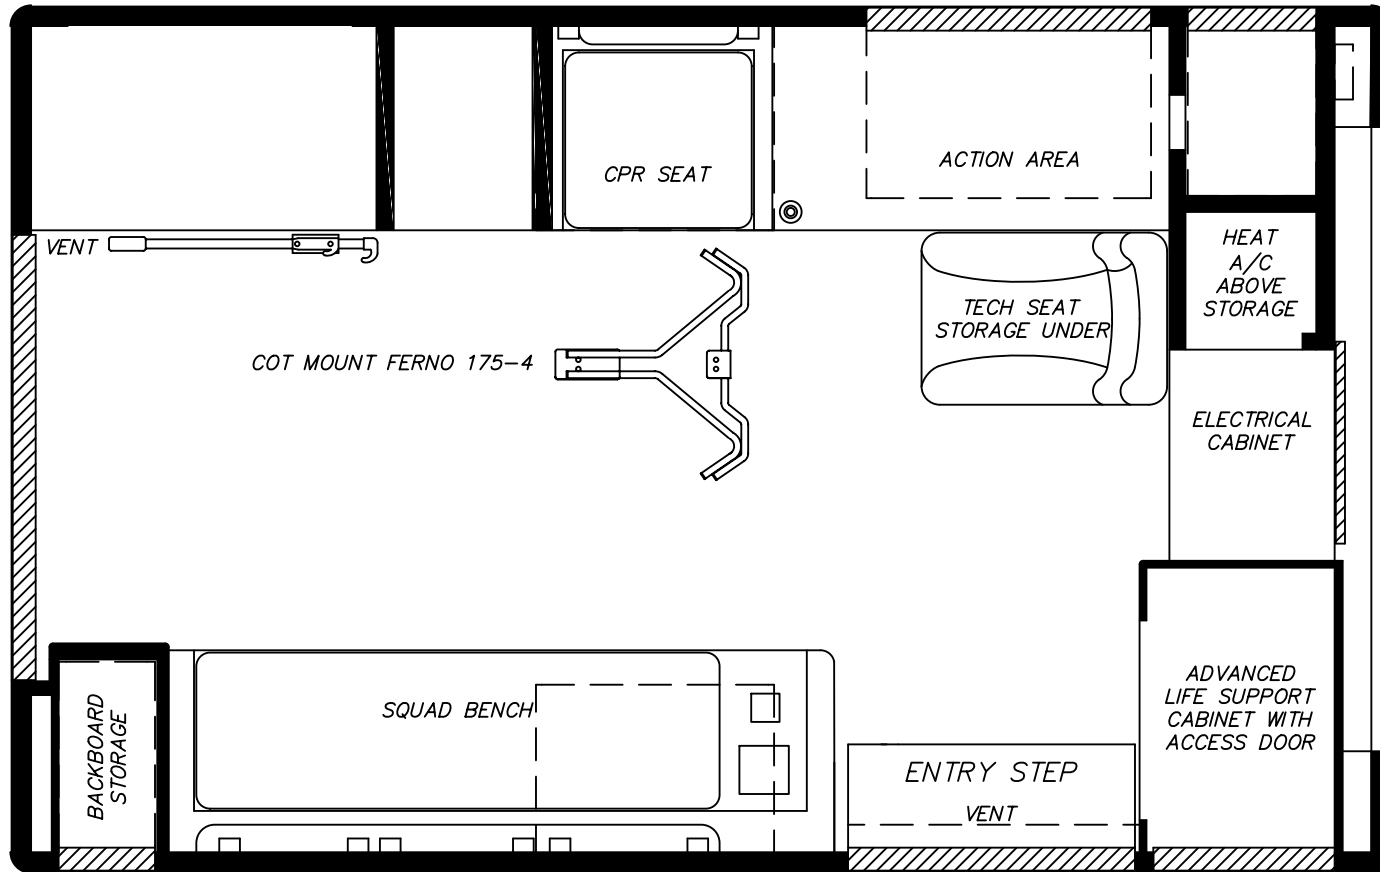 CPR SEAT
ACTION AREA
VENT
HEAT
A/C
ABOVE
STORAGE
TECH SEAT
STORAGE UNDER
COT MOUNT FERNO 175-4
ELECTRICAL
CABINET
ADVANCED
LIFE SUPPORT
CABINET WITH
ACCESS DOOR
BACKBOARD
STORAGE
SQUAD BENCH
ENTRY STEP
VENT